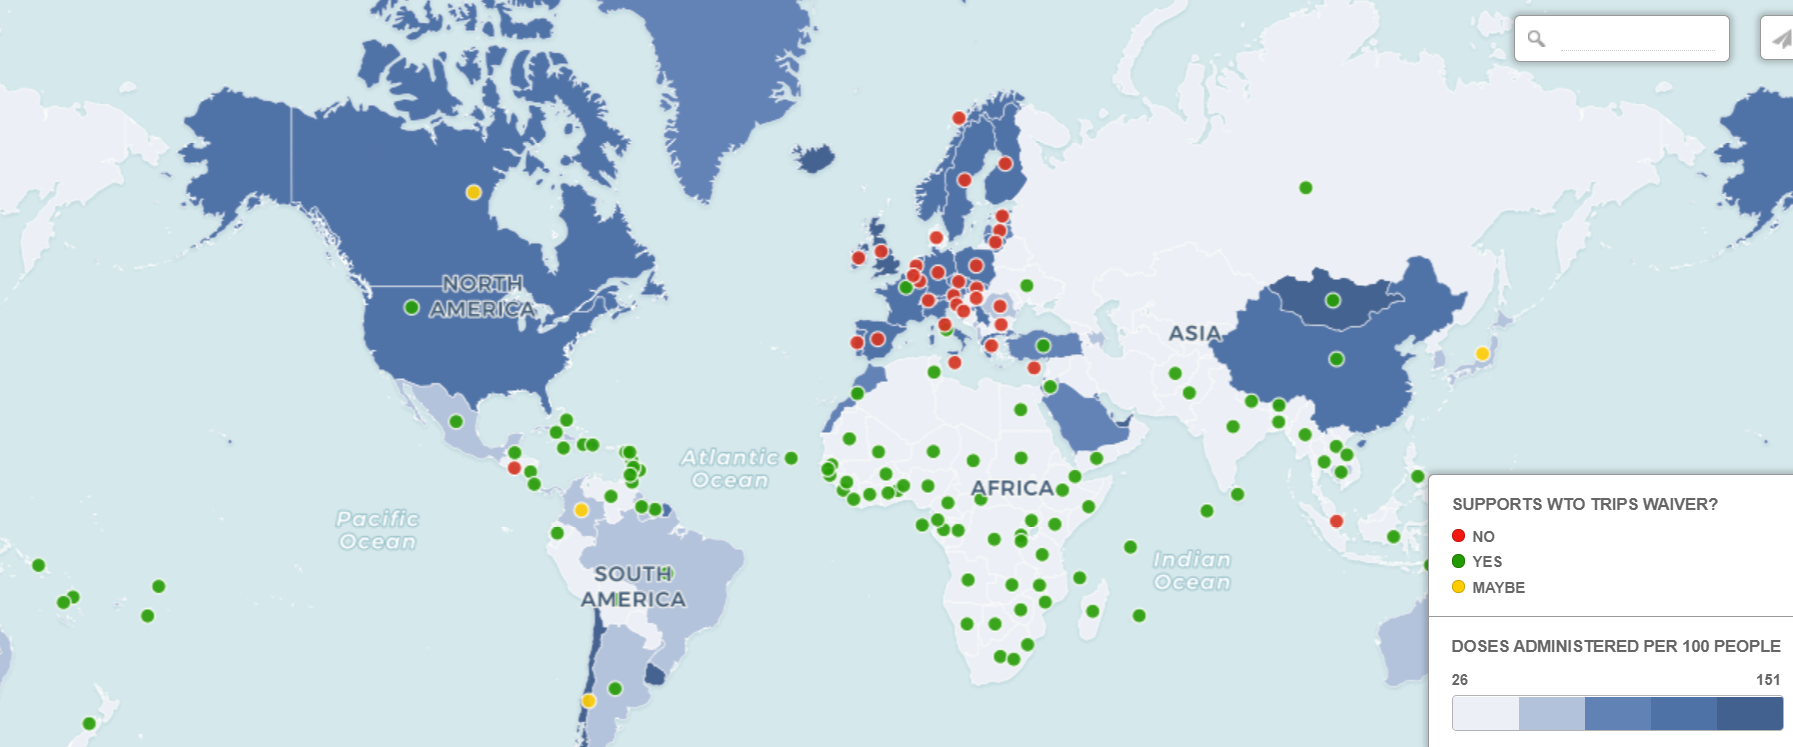 NORTH
AMERICA
ASIA
Atlantic
Ocean
AFRICA
Pacific
Ocean
Indian
Ocean
SOUTH
AMERICA
SUPPORTS WTO TRIPS WAIVER?
NO
YES
MAYBE
DOSES ADMINISTERED PER 100 PEOPLE
26 151